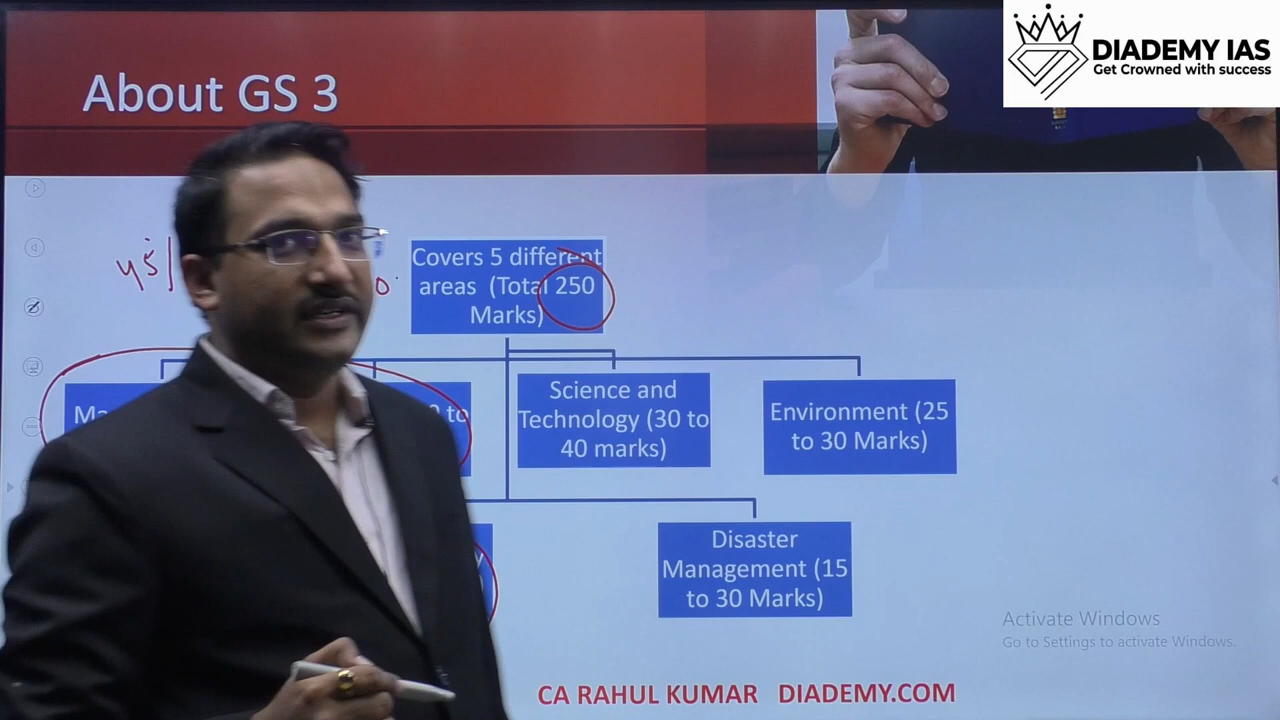 About GS 3
DIADEMY IAS
Get Crowned with success
45
Covers 5 different
areas (Total 250
Marks)
to
Science and
Technology (30 to
40 marks)
Environment (25
to 30 Marks)
Disaster
Management (15
to 30 Marks)
Activate Windows
Go to Settings to activate Windows.
CA RAHUL KUMAR DIADEMY.COM